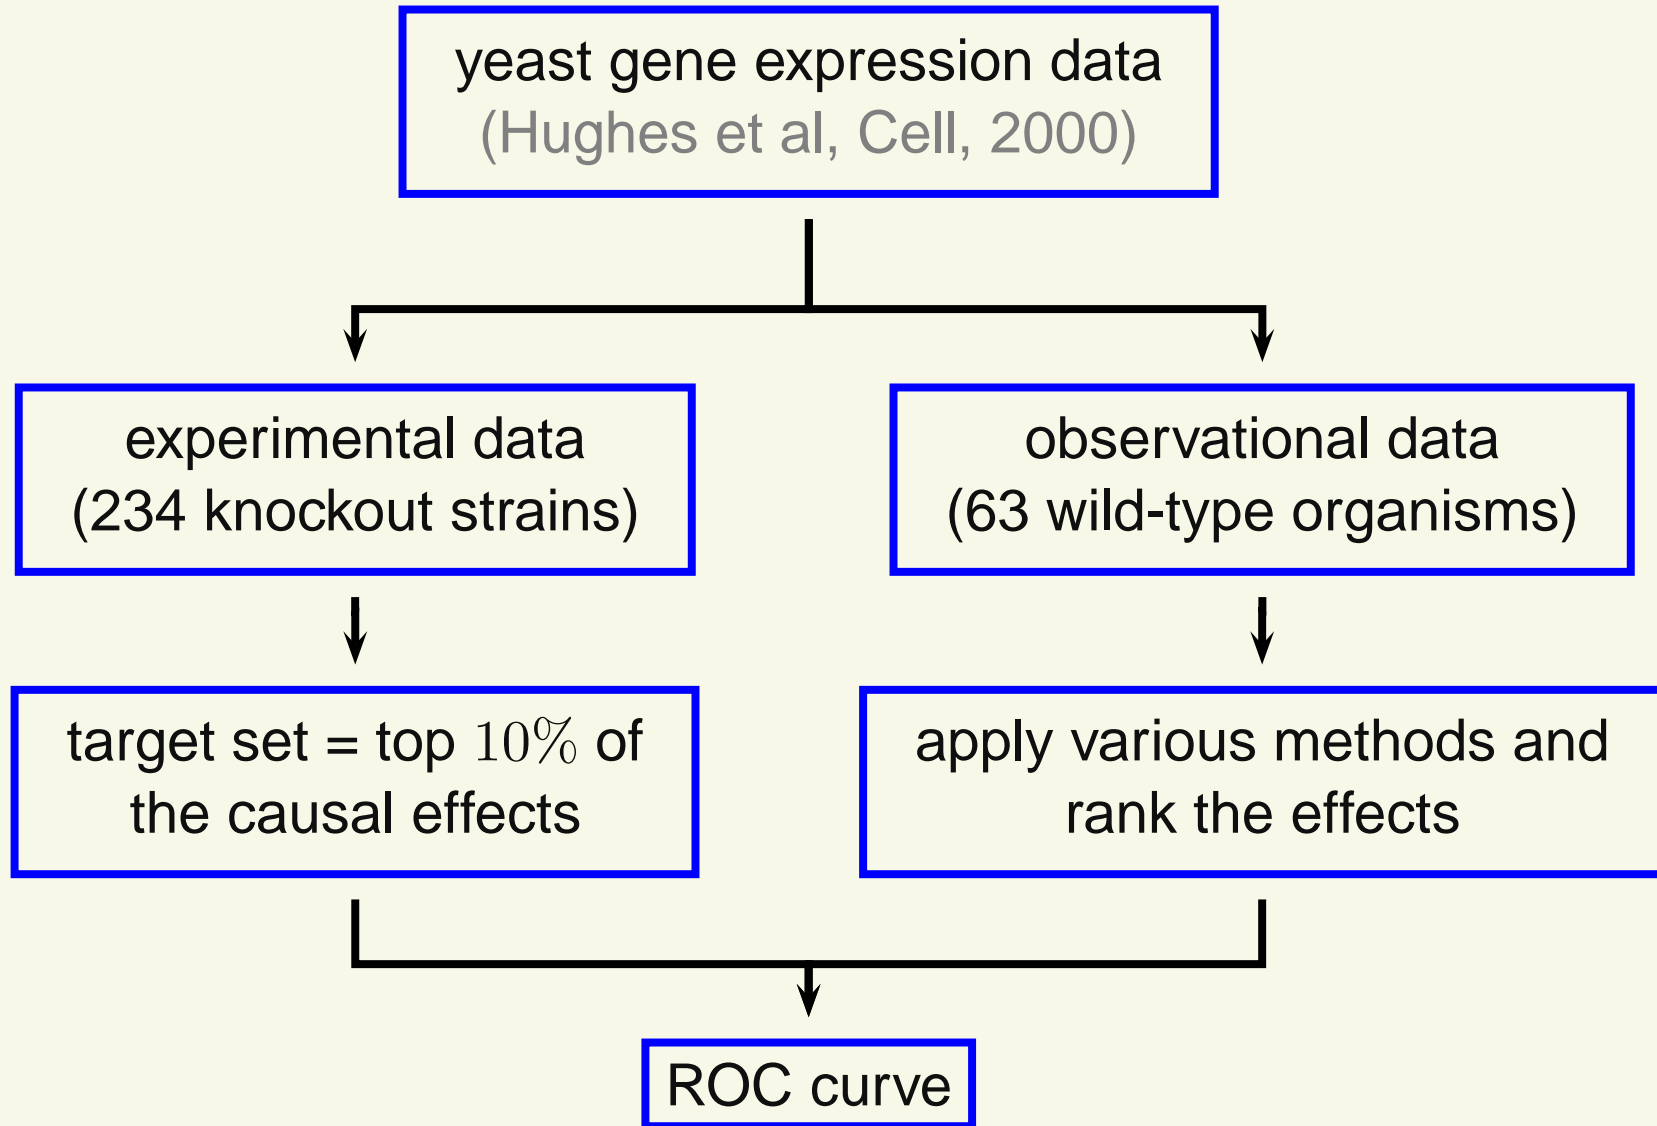 yeast gene expression data
(Hughes et al, Cell, 2000)
experimental data
(234 knockout strains)
observational data
(63 wild-type organisms)
target set = top 10% of
the causal effects
apply various methods and
rank the effects
ROC curve